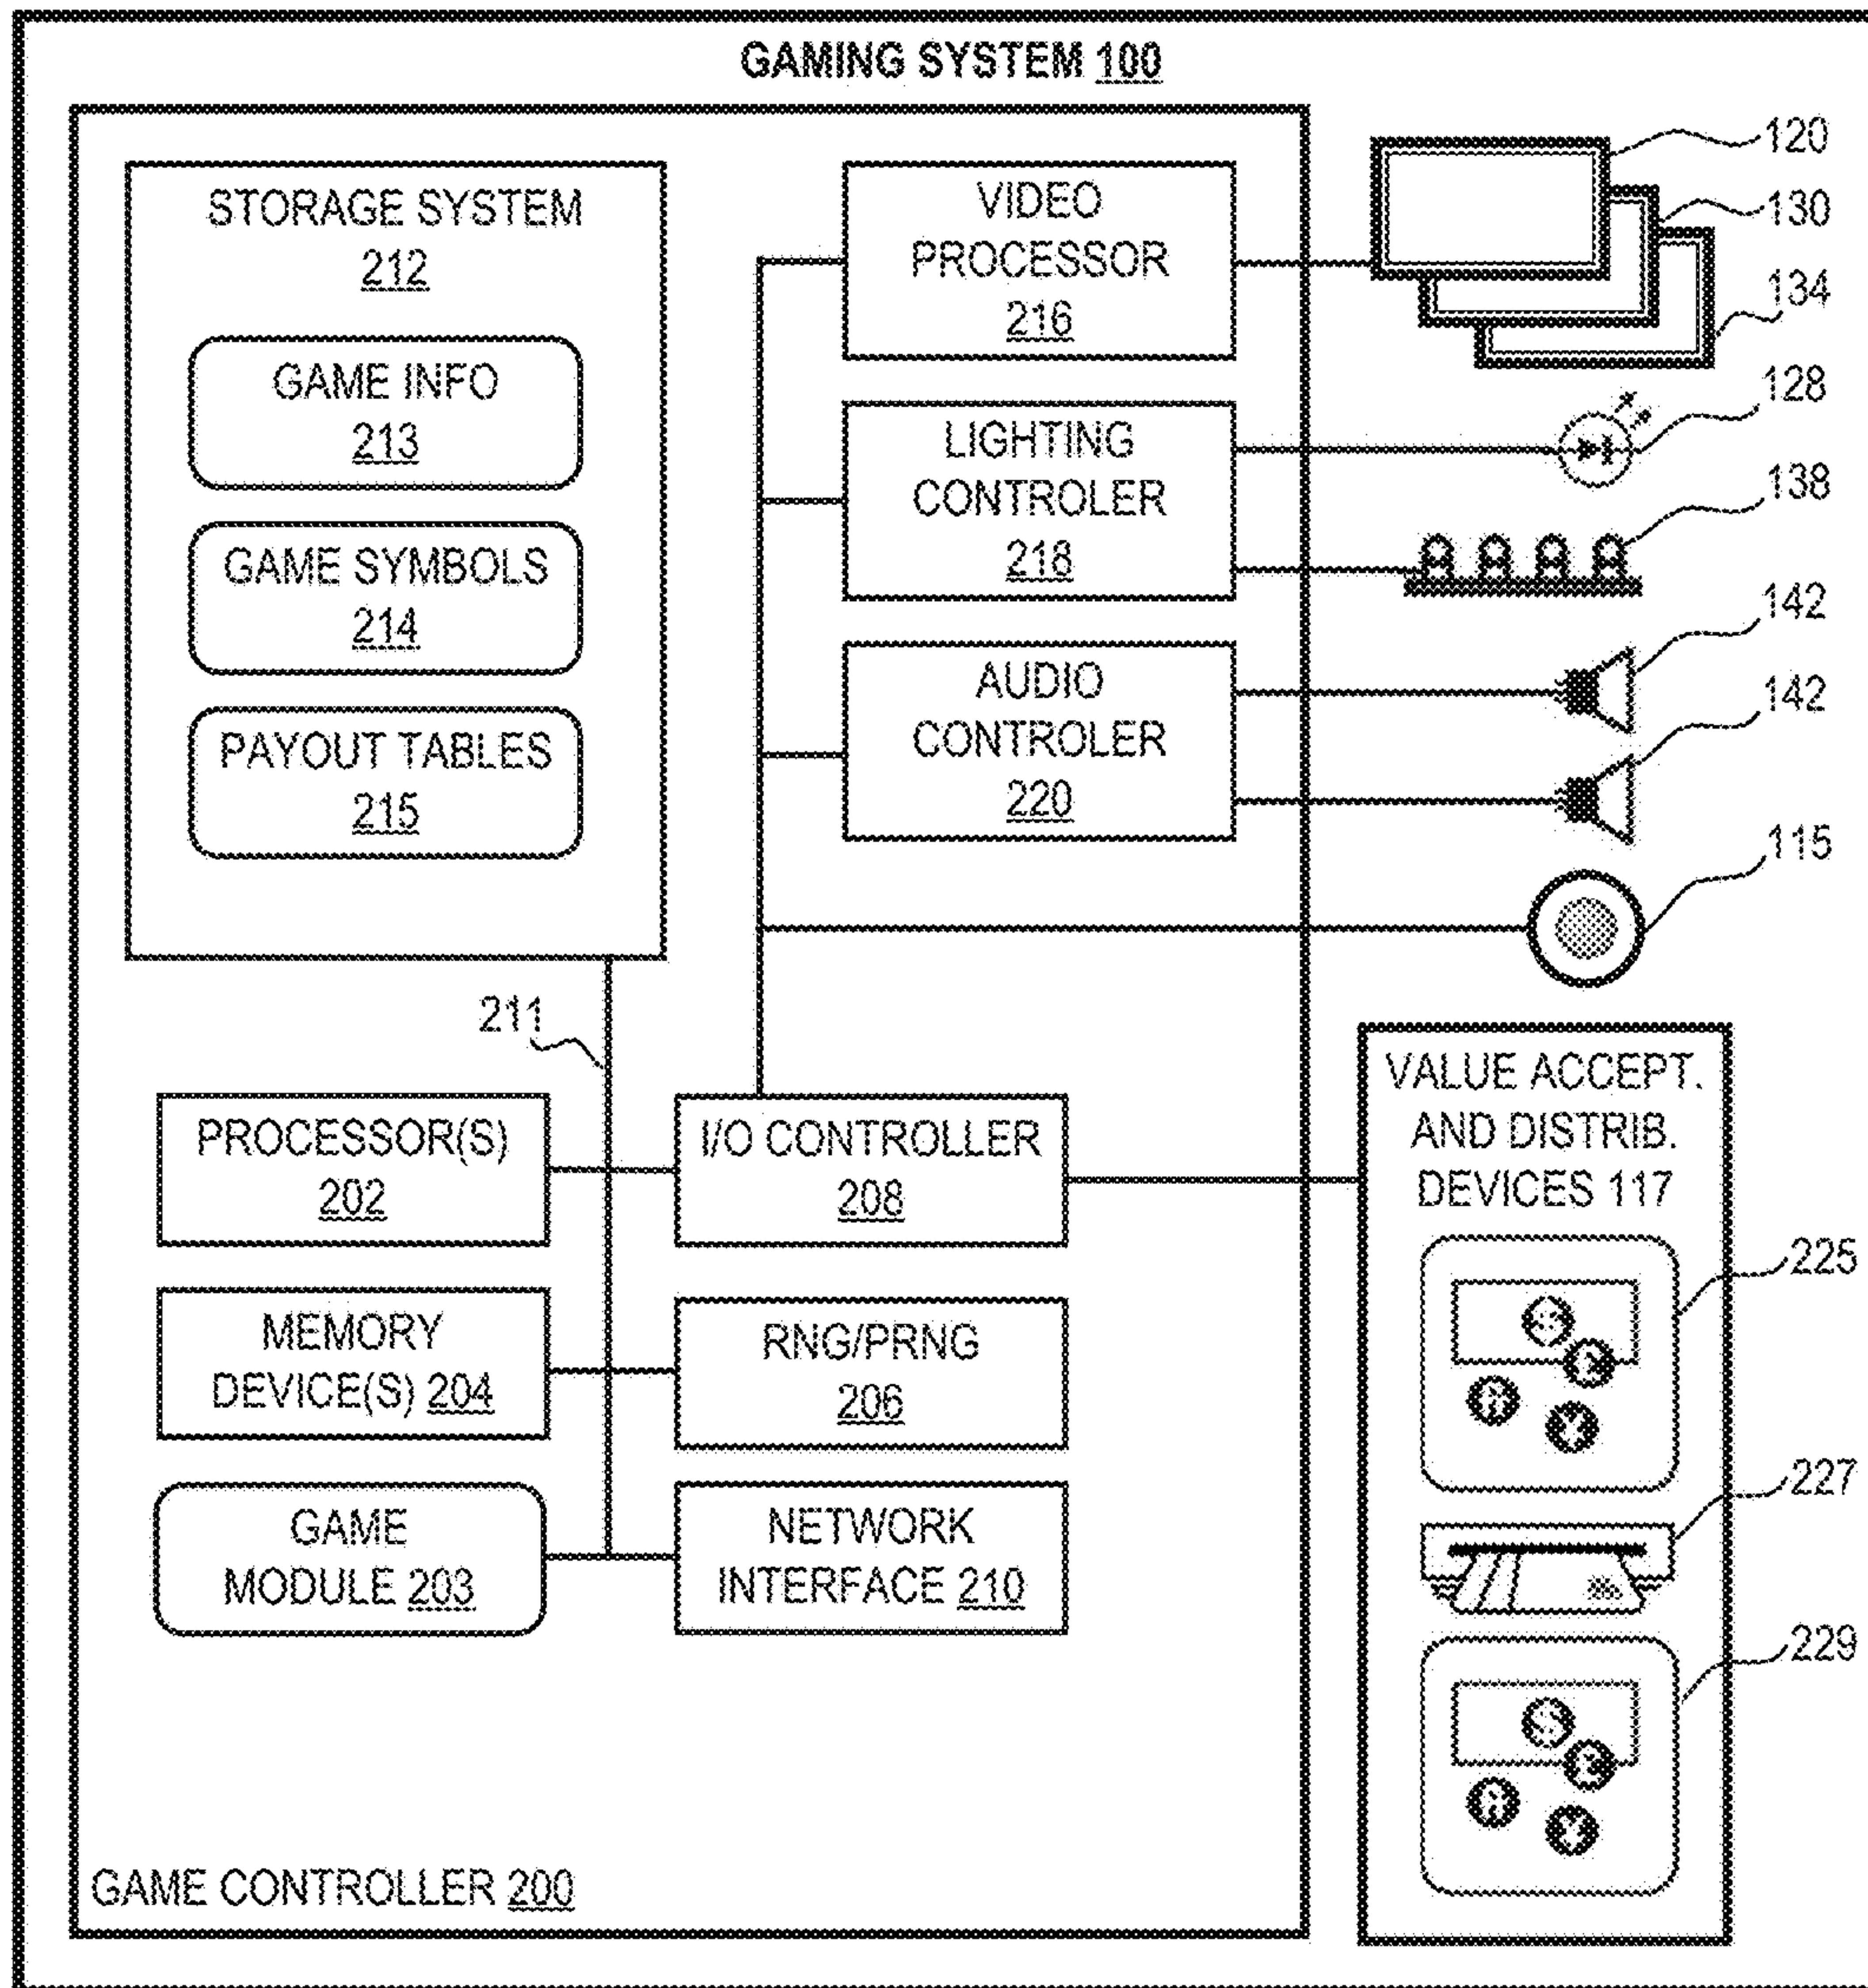 GAMING SYSTEM 100
STORAGE SYSTEM
212
GAME INFO
213
GAME SYMBOLS
214
PAYOUT TABLES
215
VIDEO
PROCESSOR
216
LIGHTING
CONTROLER
218
AUDIO
CONTROLER
220
120
130
134
128
138
142
142
115
211
PROCESSOR(S)
202
I/O CONTROLLER
208
MEMORY
DEVICE(S) 204
RNG/PRNG
206
GAME
MODULE 203
NETWORK
INTERFACE 210
VALUE ACCEPT.
AND DISTRIB.
DEVICES 117
225
227
229
GAME CONTROLLER 200